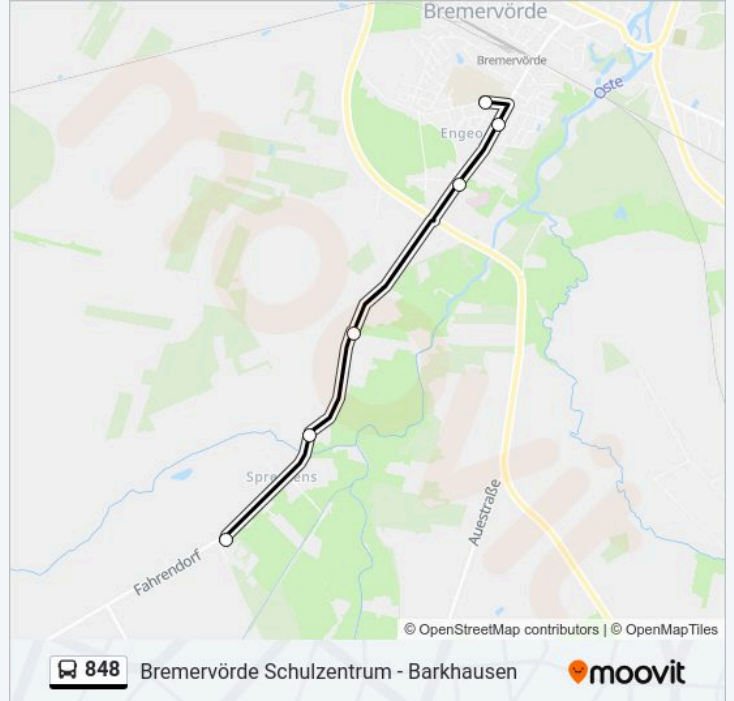 Bremervörde
Bremervörde
Oste
Engeo
Auestraße
Fahrendorf
© OpenStreetMap contributors | © OpenMapTiles
848 Bremervörde Schulzentrum - Barkhausen
moovit